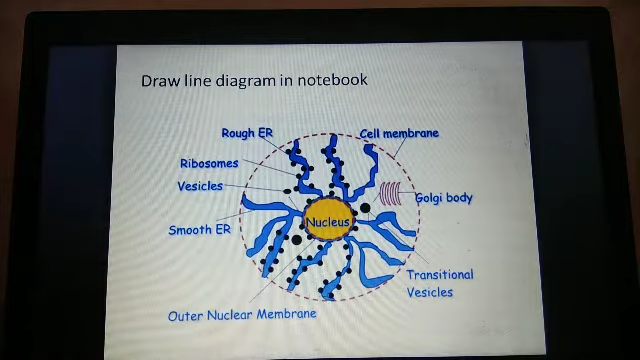 Draw line diagram in notebook
Rough ER
Cell membrane
Ribosomes
Vesicles
Golgi body
Smooth ER
Nucleus
Transitional
Vesicles
Outer Nuclear Membrane